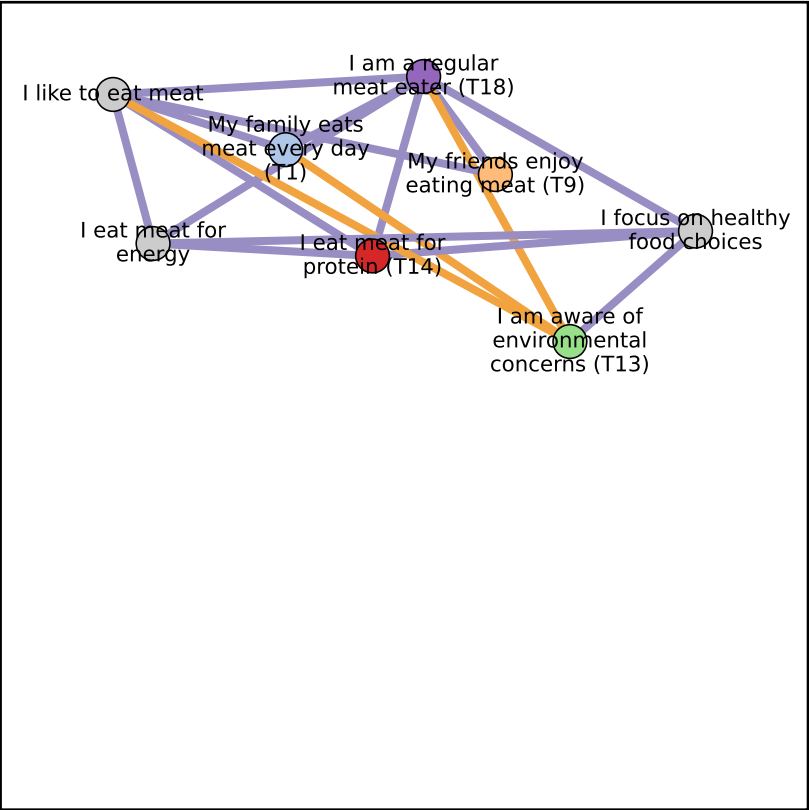 I am a regular
meat eater (T18)
I like to eat meat
My family eats
meat every day
(T1)
My friends enjoy
eating meat (T9)
I focus on healthy
food choices
I eat meat for
energy
I eat meat for
protein (T14)
I am aware of
environmental
concerns (T13)